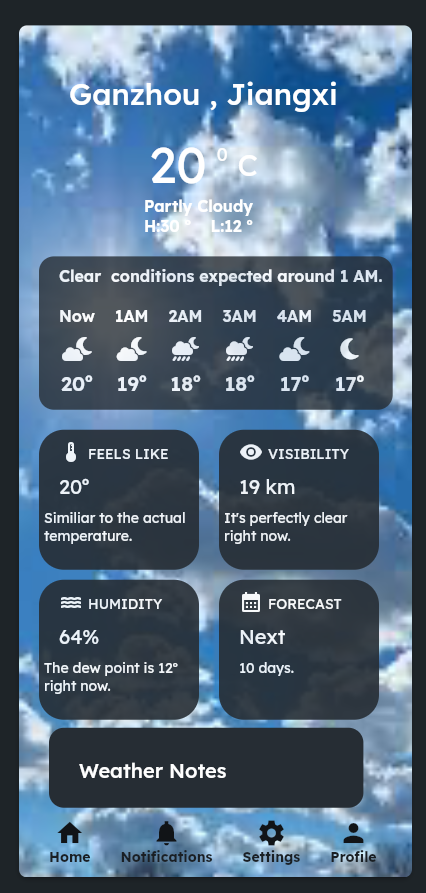 Ganzhou , Jiangxi
20 ° C
Partly Cloudy
H:30 ° L:12 °
Clear conditions expected around 1 AM.
Now 1AM 2AM 3AM 4AM 5AM
20° 19° 18° 18° 17° 17°
FEELS LIKE
20°
Similiar to the actual
temperature.
VISIBILITY
19 km
It's perfectly clear
right now.
HUMIDITY
64%
The dew point is 12°
right now.
FORECAST
Next
10 days.
Weather Notes
Home Notifications Settings Profile